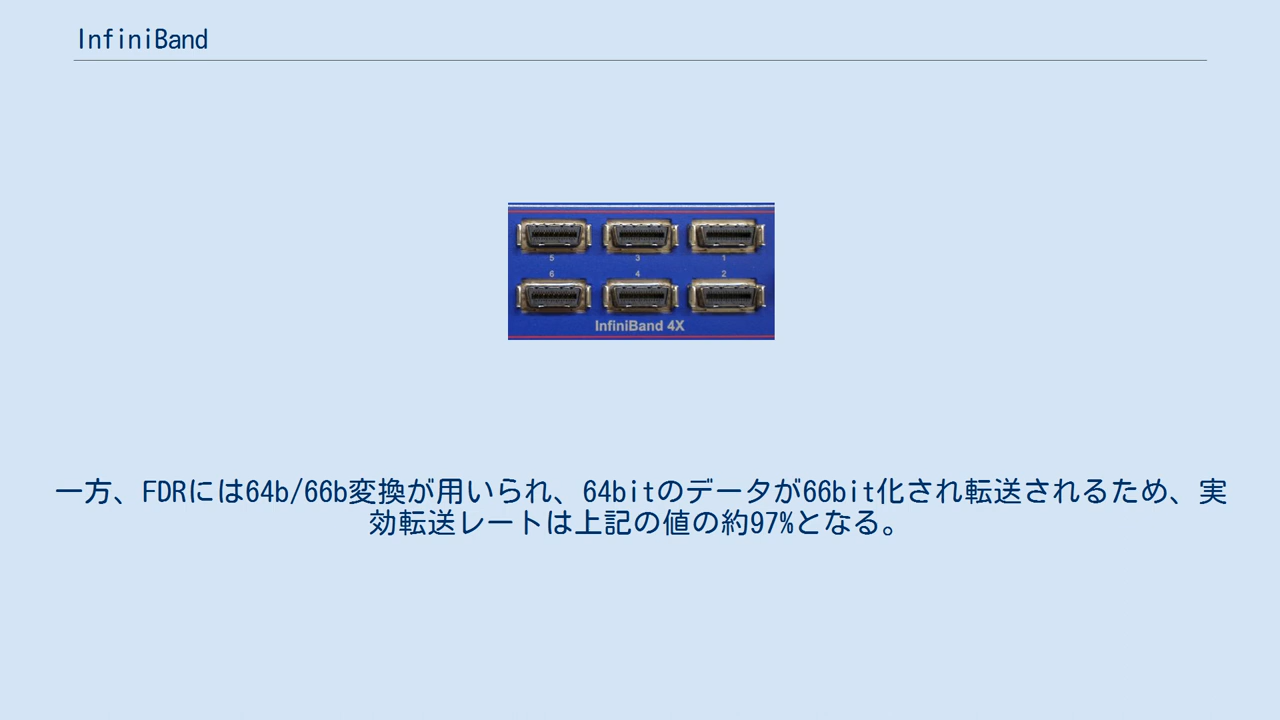 InfiniBand
5 3 1
6 4 2
InfiniBand 4X
一方、FDRには64b/66b変換が用いられ、64bitのデータが66bit化され転送されるため、実
効転送レートは上記の値の約97%となる。